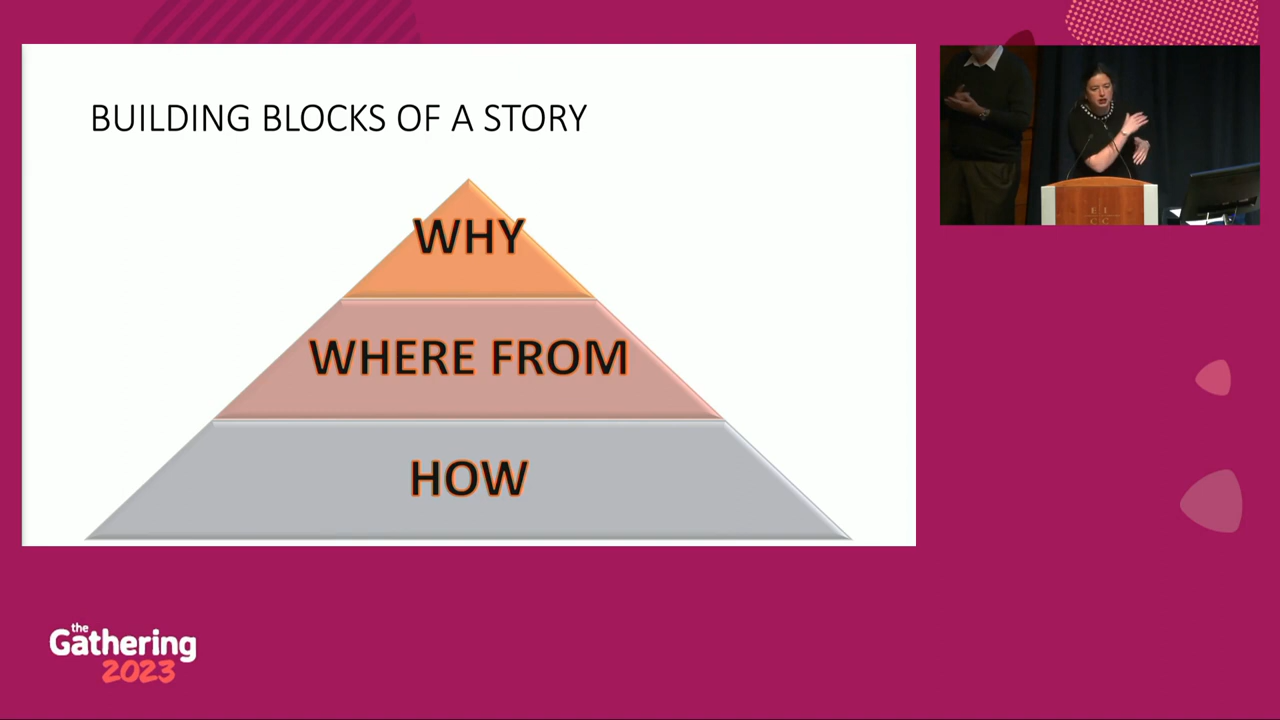 BUILDING BLOCKS OF A STORY
WHY
WHERE FROM
HOW
E I
C C
the
Gathering
2023